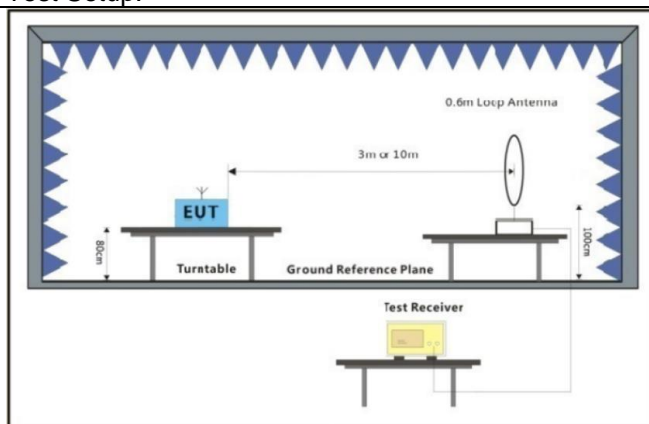 Test Setup:
0.6m Loop Antenna
3m or 10m
EUT
80cm
100cm
Turntable
Ground Reference Plane
Test Receiver